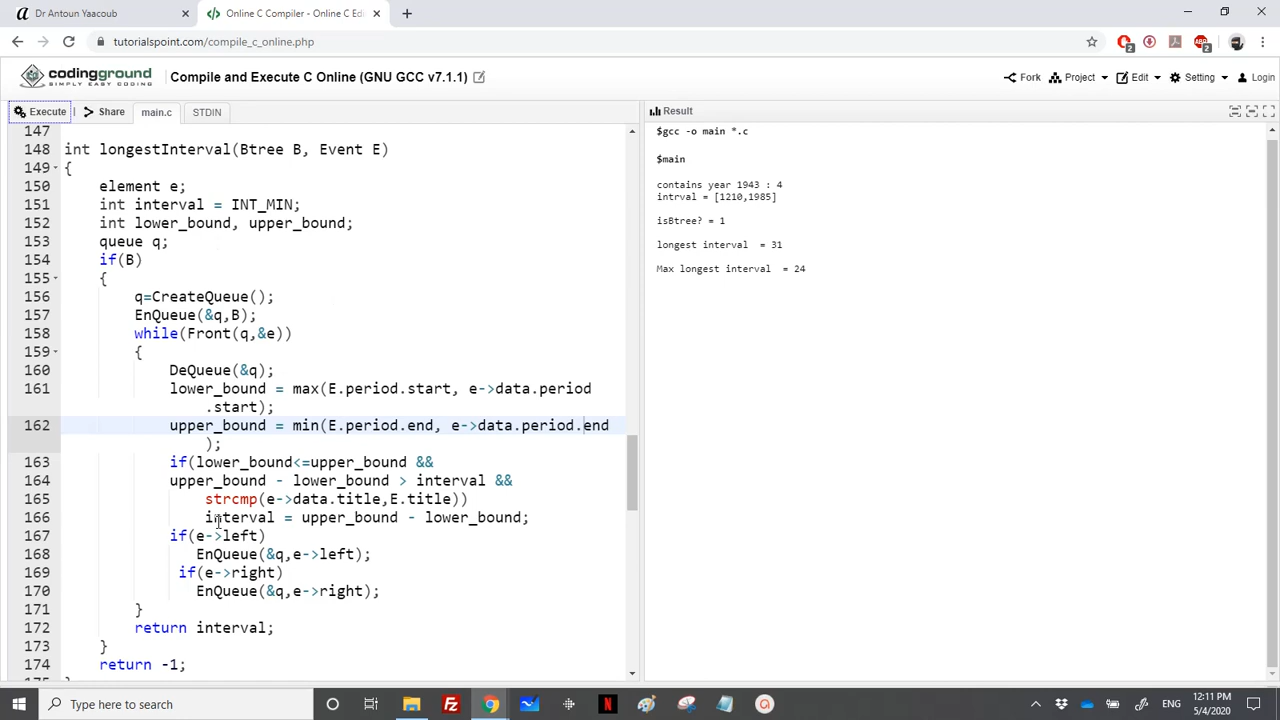 Dr Antoun Yaacoub
Online C Compiler - Online C Edi
tutorialspoint.com/compile_c_online.php
codingground
SIMPLY EASY CODING
Compile and Execute C Online (GNU GCC v7.1.1)
Fork
Project
Edit
Setting
Login
Execute
Share
main.c
STDIN
Result
147
148 int longestInterval(Btree B, Event E)
149 {
150 element e;
151 int interval = INT_MIN;
152 int lower_bound, upper_bound;
153 queue q;
154 if(B)
155 {
156 q=CreateQueue();
157 EnQueue(&q,B);
158 while(Front(q,&e))
159 {
160 DeQueue(&q);
161 lower_bound = max(E.period.start, e->data.period
.start);
162 upper_bound = min(E.period.end, e->data.period.end
);
163 if(lower_bound<=upper_bound &&
164 upper_bound - lower_bound > interval &&
165 strcmp(e->data.title,E.title))
166 interval = upper_bound - lower_bound;
167 if(e->left)
168 EnQueue(&q,e->left);
169 if(e->right)
170 EnQueue(&q,e->right);
171 }
172 return interval;
173 }
174 return -1;
$gcc -o main *.c
$main
contains year 1943 : 4
intrval = [1210,1985]
isBtree? = 1
longest interval = 31
Max longest interval = 24
Type here to search
ENG
12:11 PM
5/4/2020